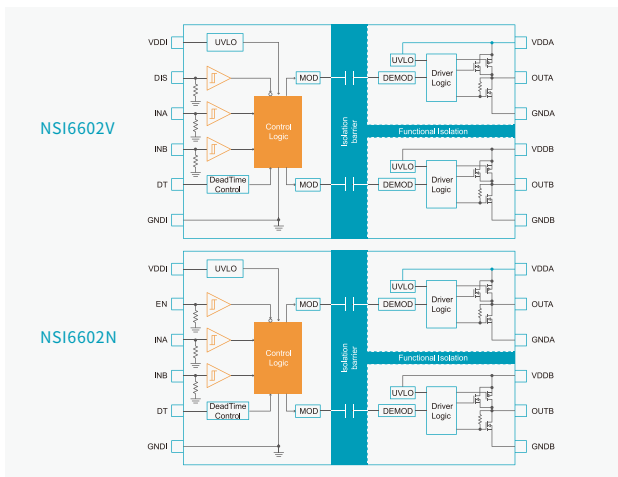 NSI6602V
VDDI
UVLO
DIS
INA
INB
DT
DeadTime
Control
GNDI
Control
Logic
MOD
MOD
Isolation
barrier
UVLO
DEMOD
Driver
Logic
VDDA
OUTA
GNDA
Functional Isolation
UVLO
DEMOD
Driver
Logic
VDDB
OUTB
GNDB
NSI6602N
VDDI
UVLO
EN
INA
INB
DT
DeadTime
Control
GNDI
Control
Logic
MOD
MOD
Isolation
barrier
UVLO
DEMOD
Driver
Logic
VDDA
OUTA
GNDA
Functional Isolation
UVLO
DEMOD
Driver
Logic
VDDB
OUTB
GNDB